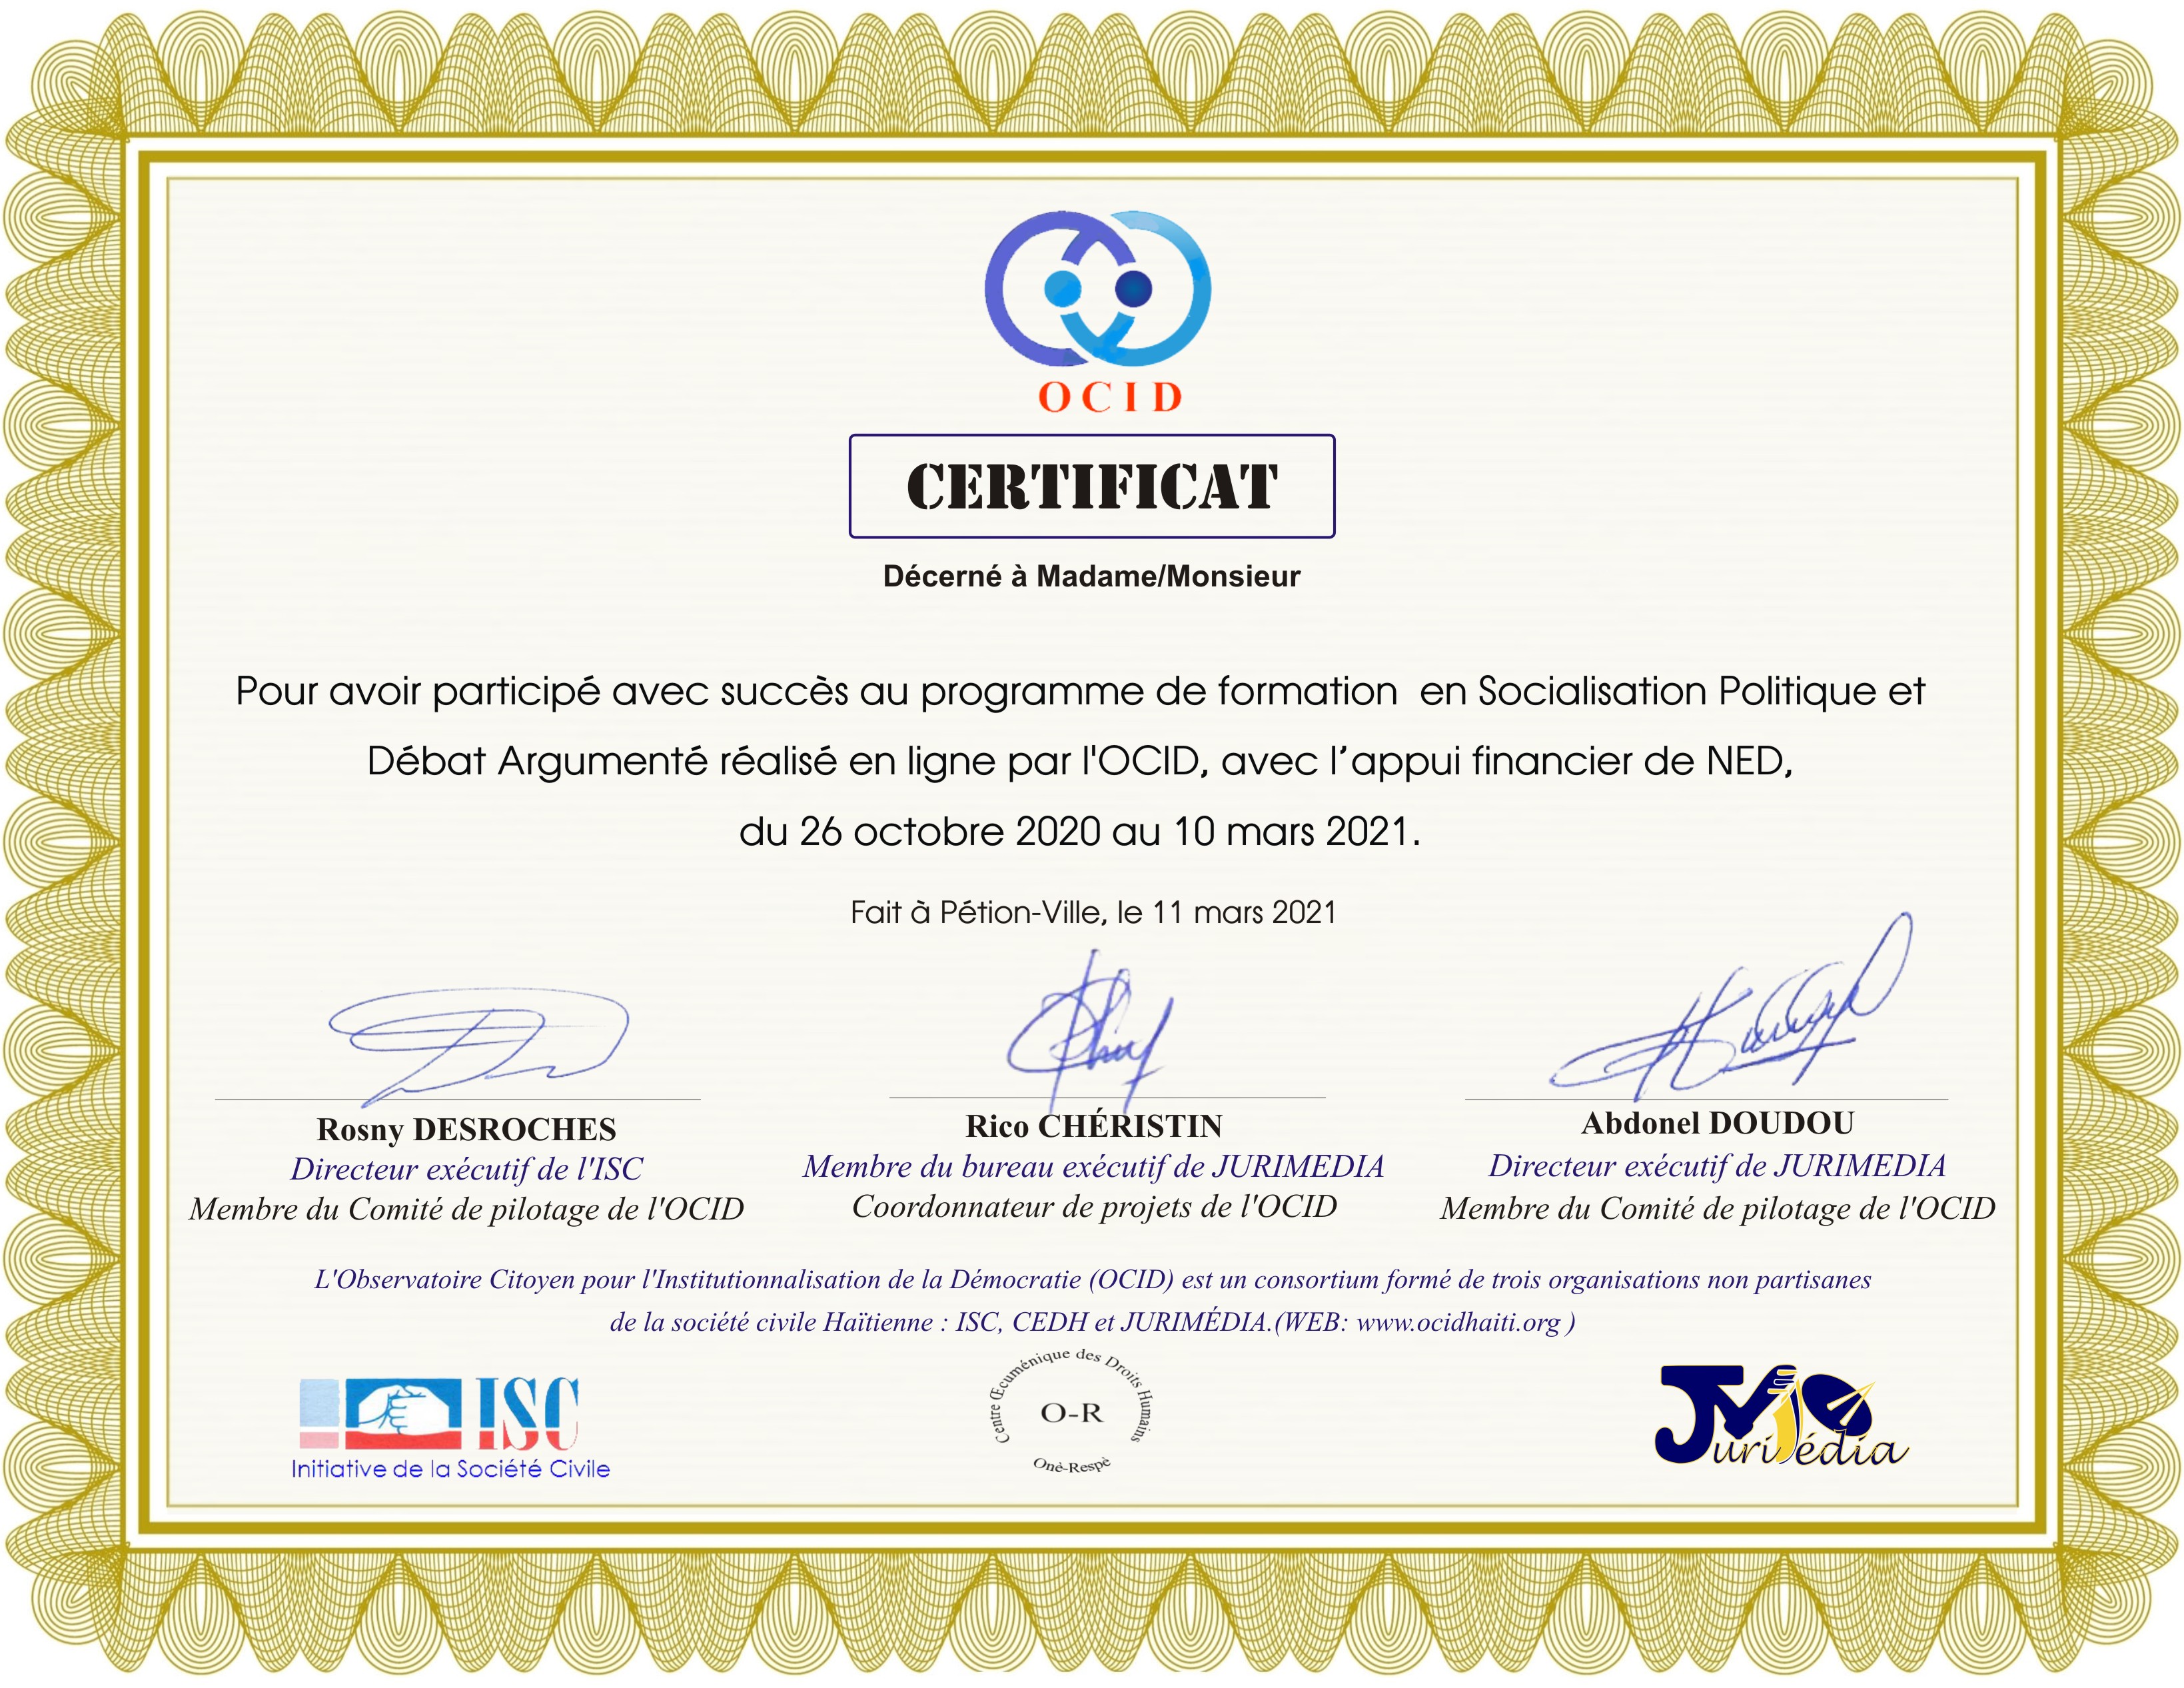 OCID
CERTIFICAT
Décerné à Madame/Monsieur
Pour avoir participé avec succès au programme de formation en Socialisation Politique et
Débat Argumenté réalisé en ligne par l'OCID, avec l’appui financier de NED,
du 26 octobre 2020 au 10 mars 2021.
Fait à Pétion-Ville, le 11 mars 2021
Rosny DESROCHES
Directeur exécutif de l'ISC
Membre du Comité de pilotage de l'OCID
Rico CHÉRISTIN
Membre du bureau exécutif de JURIMEDIA
Coordonnateur de projets de l'OCID
Abdonel DOUDOU
Directeur exécutif de JURIMEDIA
Membre du Comité de pilotage de l'OCID
L'Observatoire Citoyen pour l'Institutionnalisation de la Démocratie (OCID) est un consortium formé de trois organisations non partisanes
de la société civile Haïtienne : ISC, CEDH et JURIMÉDIA.(WEB: www.ocidhaiti.org )
ISC
Initiative de la Société Civile
Centre Œcuménique des Droits Humains
O-R
Oné-Respè
JuriMédia